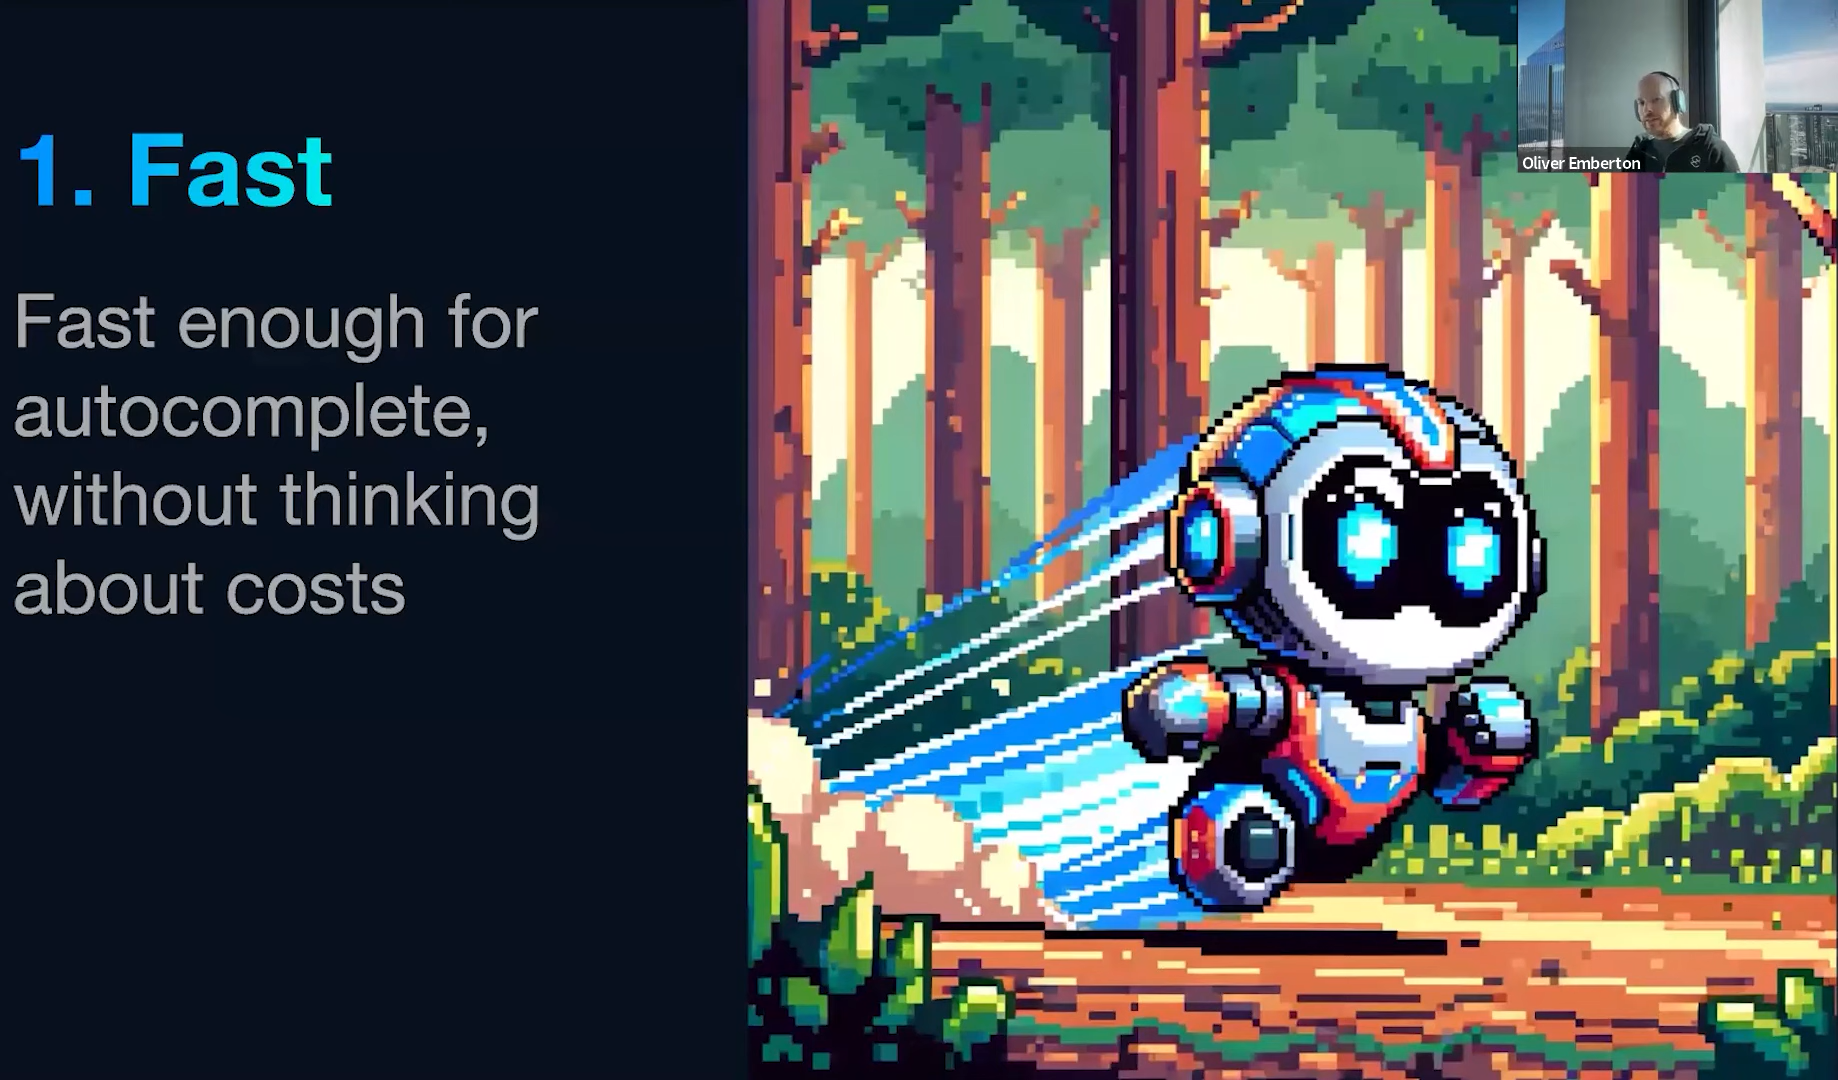 1. Fast
Fast enough for
autocomplete,
without thinking
about costs
Oliver Emberton